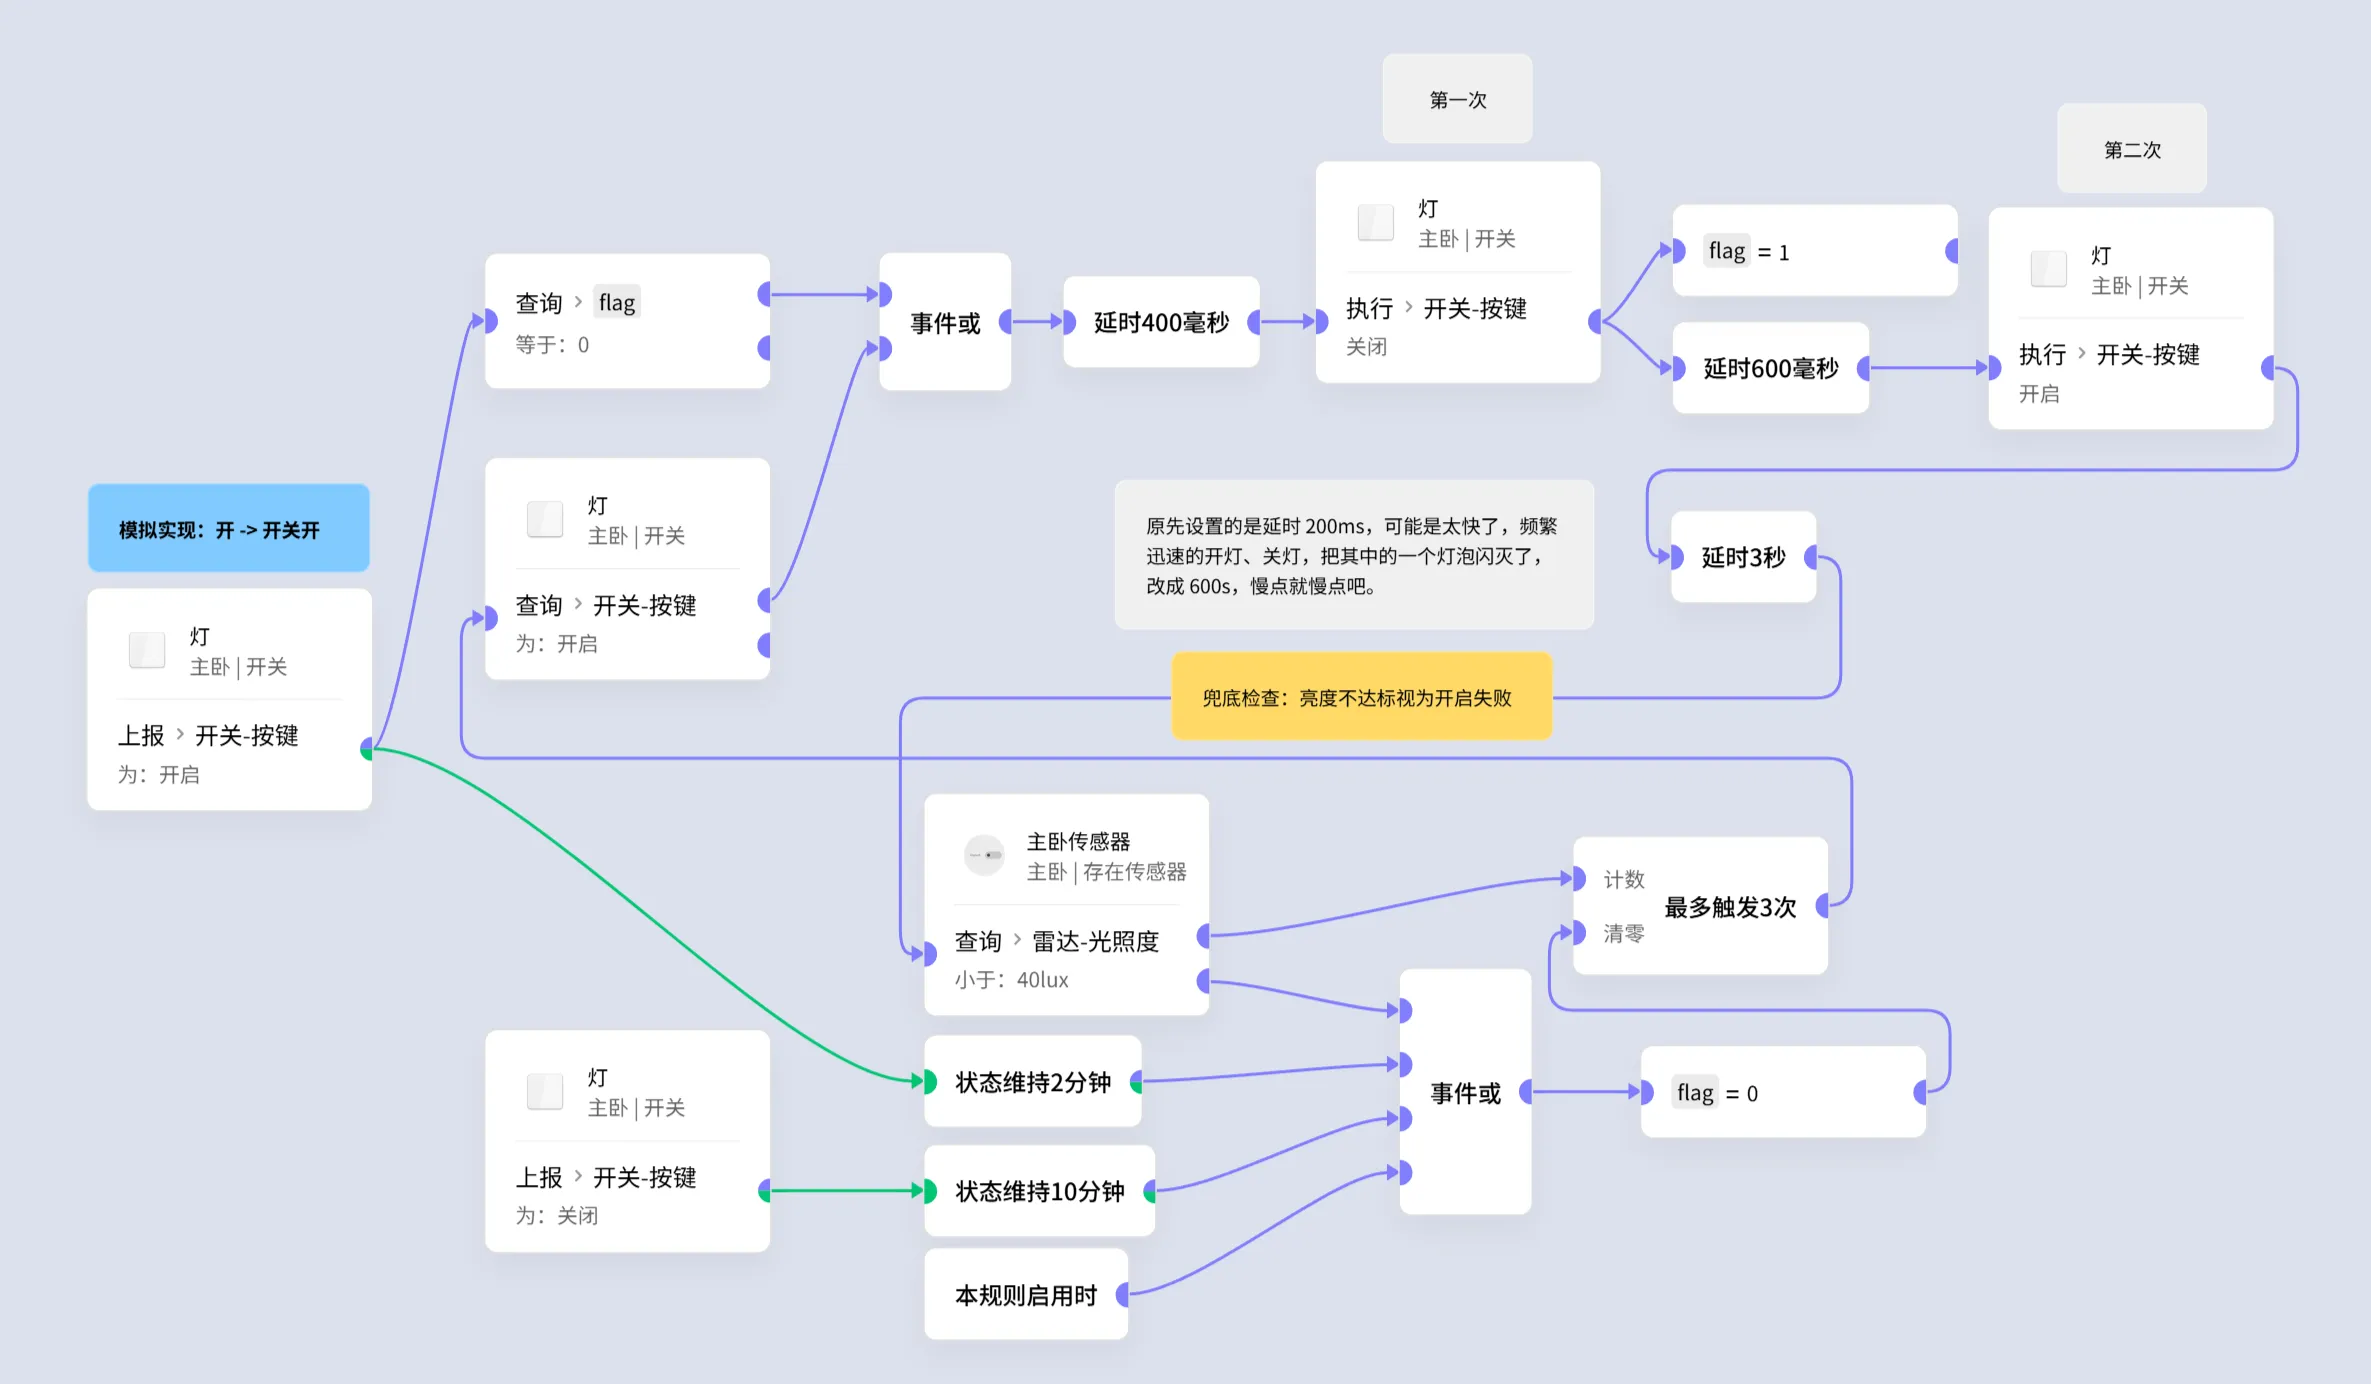 第一次
第二次
灯
主卧 | 开关
执行 > 开关-按键
关闭
flag = 1
灯
主卧 | 开关
执行 > 开关-按键
开启
查询 > flag
等于：0
事件或
延时400毫秒
延时600毫秒
灯
主卧 | 开关
查询 > 开关-按键
为：开启
模拟实现：开 -> 开关开
灯
主卧 | 开关
上报 > 开关-按键
为：开启
原先设置的是延时 200ms，可能是太快了，频繁
迅速的开灯、关灯，把其中的一个灯泡闪灭了，
改成 600s，慢点就慢点吧。
延时3秒
兜底检查：亮度不达标视为开启失败
主卧传感器
主卧 | 存在传感器
查询 > 雷达-光照度
小于：40lux
计数
最多触发3次
清零
灯
主卧 | 开关
上报 > 开关-按键
为：关闭
状态维持2分钟
状态维持10分钟
本规则启用时
事件或
flag = 0